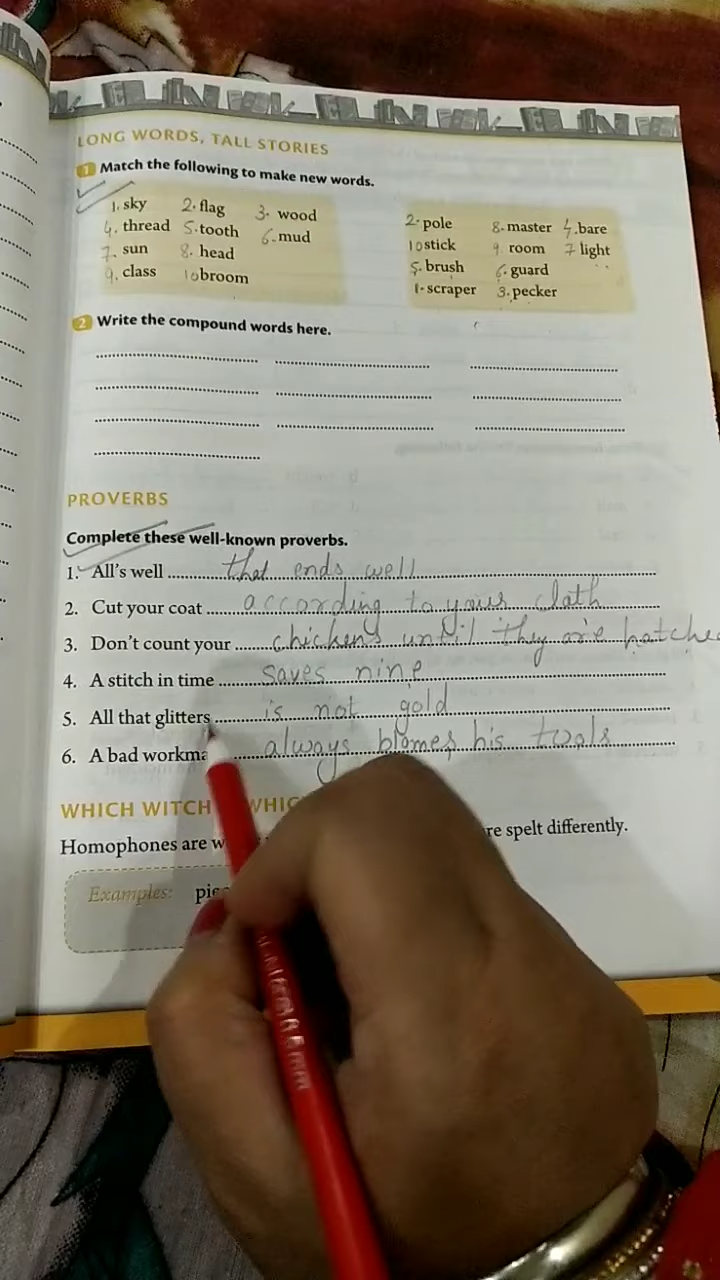 LONG WORDS, TALL STORIES
1 Match the following to make new words.
1. sky 2. flag 3. wood
4. thread 5. tooth 6. mud
7. sun 8. head
9. class 10 broom
2. pole 8. master 4. bare
10 stick 9. room 7 light
5. brush 6. guard
1. scraper 3. pecker
2 Write the compound words here.
PROVERBS
Complete these well-known proverbs.
1. All's well that ends well
2. Cut your coat according to your cloth
3. Don't count your chickens until they are hatche
4. A stitch in time saves nine
5. All that glitters is not gold
6. A bad workma always blames his tools
WHICH WITCH WHIC
Homophones are w re spelt differently.
Examples: pie